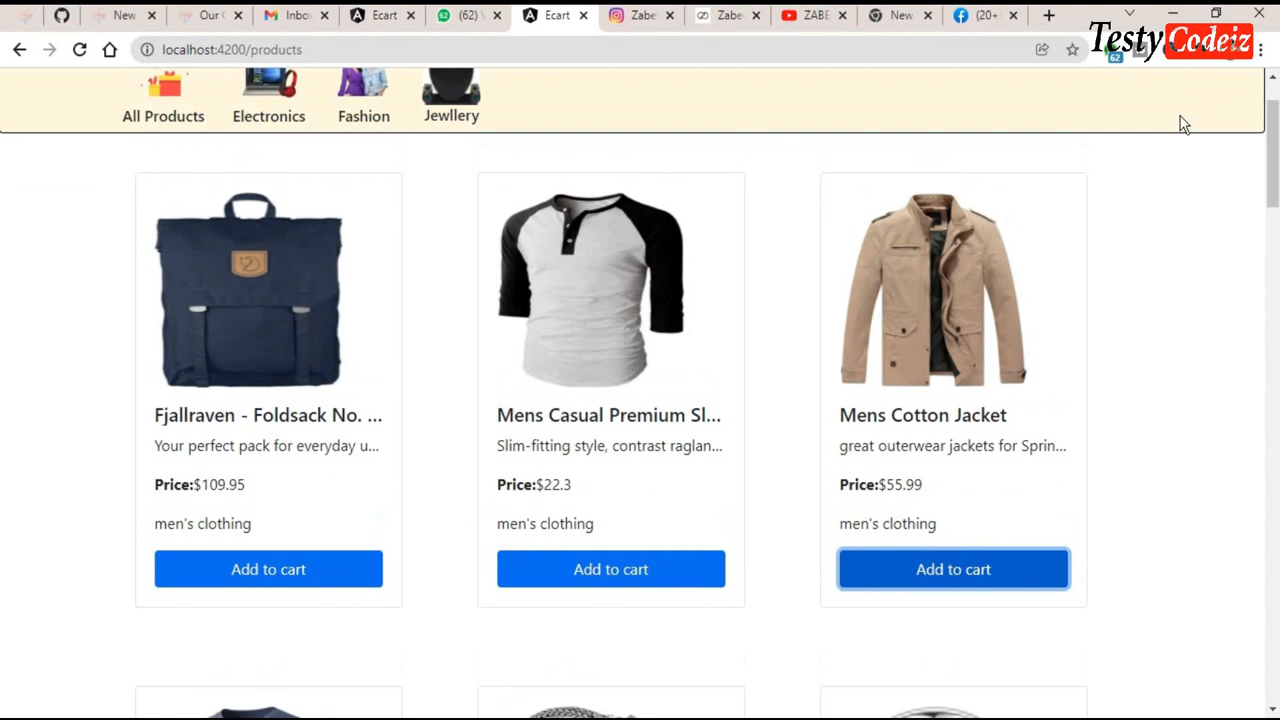 New
Our
Inbo
Ecart
(62)
Ecart
Zabe
Zabe
ZABE
New
(20+
Testy Codeiz
localhost:4200/products
62
All Products
Electronics
Fashion
Jewllery
Fjallraven - Foldsack No. ...
Your perfect pack for everyday u...
Price:$109.95
men's clothing
Add to cart
Mens Casual Premium Sl...
Slim-fitting style, contrast raglan...
Price:$22.3
men's clothing
Add to cart
Mens Cotton Jacket
great outerwear jackets for Sprin...
Price:$55.99
men's clothing
Add to cart